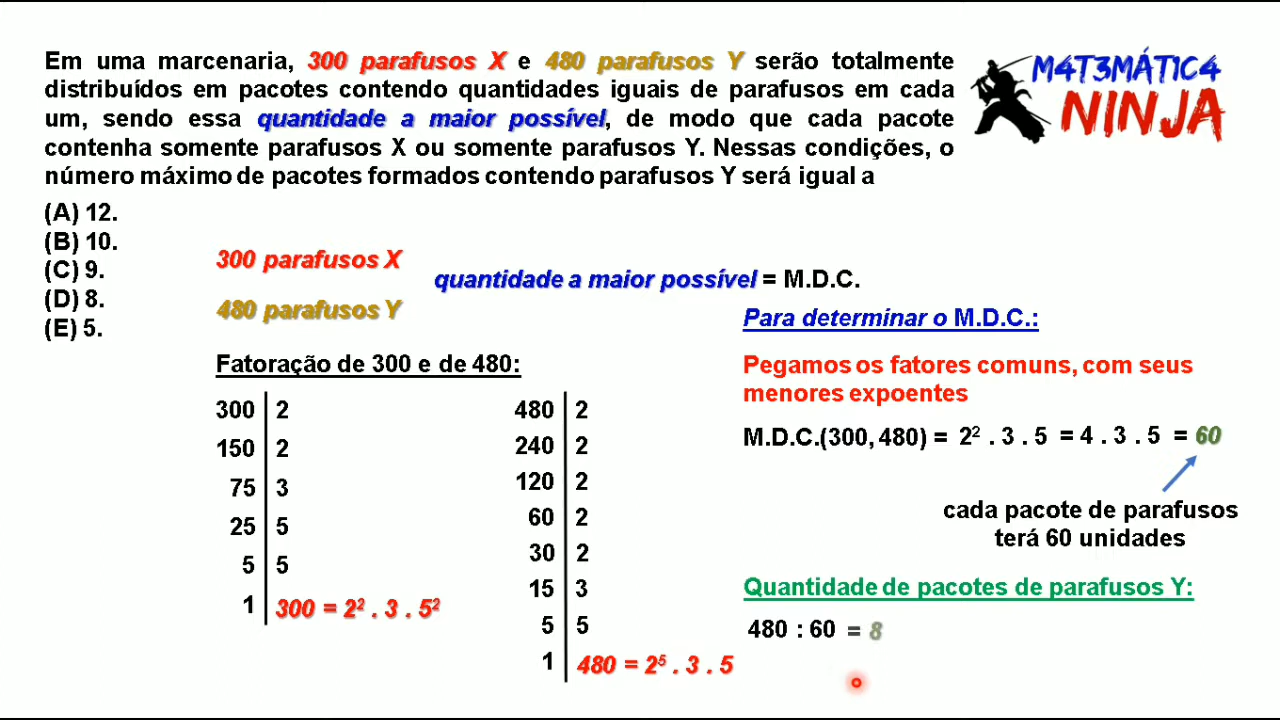 Em uma marcenaria, 300 parafusos X e 480 parafusos Y serão totalmente
distribuídos em pacotes contendo quantidades iguais de parafusos em cada
um, sendo essa quantidade a maior possível, de modo que cada pacote
contenha somente parafusos X ou somente parafusos Y. Nessas condições, o
número máximo de pacotes formados contendo parafusos Y será igual a
M4T3MÁTIC4
NINJA
(A) 12.
(B) 10.
(C) 9.
(D) 8.
(E) 5.
300 parafusos X
480 parafusos Y
quantidade a maior possível = M.D.C.
Fatoração de 300 e de 480:
300 2
150 2
75 3
25 5
5 5
1 300 = 2² . 3 . 5²
480 2
240 2
120 2
60 2
30 2
15 3
5 5
1 480 = 2⁵ . 3 . 5
Para determinar o M.D.C.:
Pegamos os fatores comuns, com seus
menores expoentes
M.D.C.(300, 480) = 2² . 3 . 5 = 4 . 3 . 5 = 60
cada pacote de parafusos
terá 60 unidades
Quantidade de pacotes de parafusos Y:
480 : 60 = 8